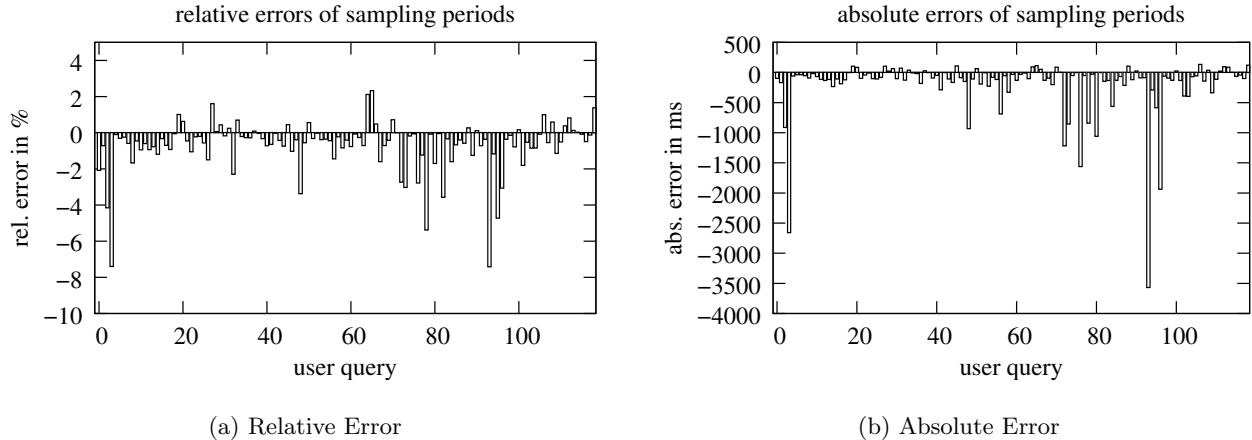 relative errors of sampling periods
4
2
0
−2
−4
−6
−8
−10
rel. error in %
0 20 40 60 80 100
user query
(a) Relative Error
absolute errors of sampling periods
500
0
−500
−1000
−1500
−2000
−2500
−3000
−3500
−4000
abs. error in ms
0 20 40 60 80 100
user query
(b) Absolute Error